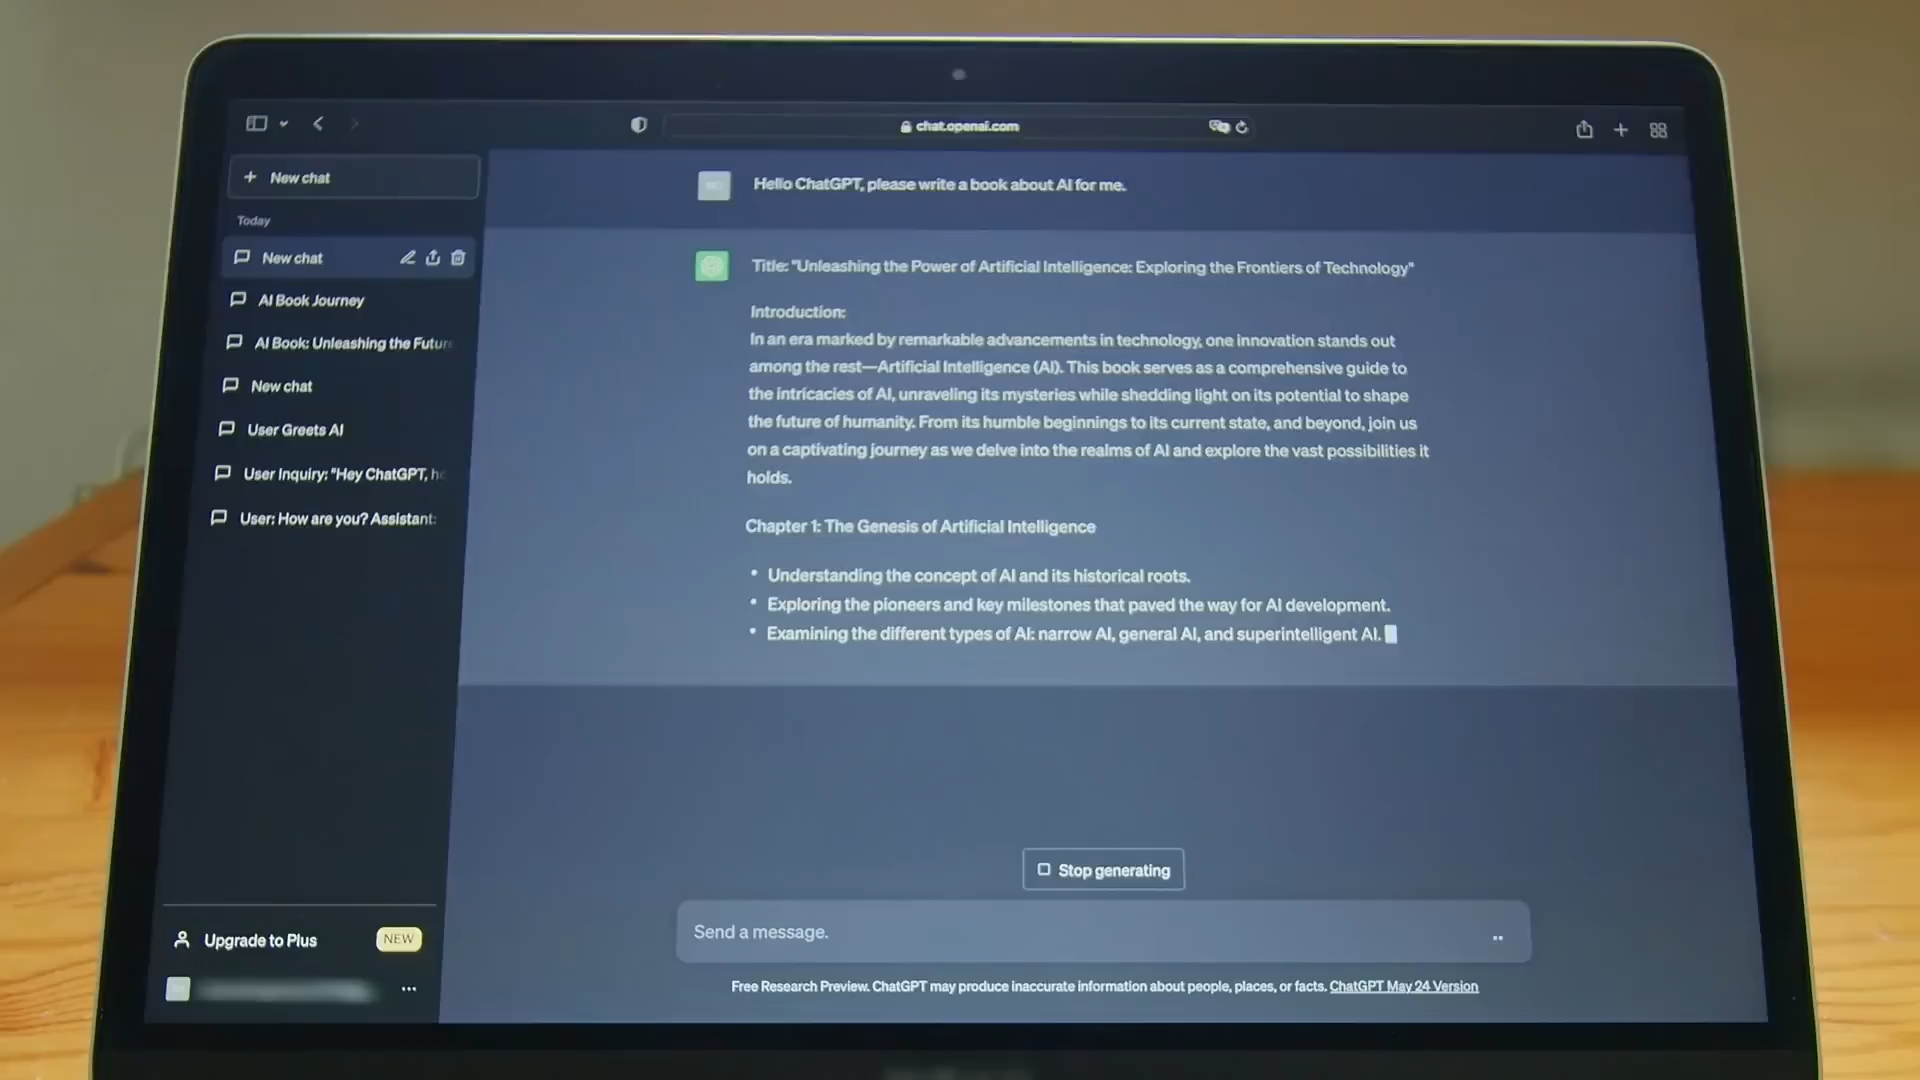 chat.openai.com
New chat
Today
New chat
AI Book Journey
AI Book: Unleashing the Futur
New chat
User Greets AI
User Inquiry: "Hey ChatGPT, h
User: How are you? Assistant:
Upgrade to Plus
NEW
Hello ChatGPT, please write a book about AI for me.
Title: "Unleashing the Power of Artificial Intelligence: Exploring the Frontiers of Technology"
Introduction:
In an era marked by remarkable advancements in technology, one innovation stands out
among the rest—Artificial Intelligence (AI). This book serves as a comprehensive guide to
the intricacies of AI, unraveling its mysteries while shedding light on its potential to shape
the future of humanity. From its humble beginnings to its current state, and beyond, join us
on a captivating journey as we delve into the realms of AI and explore the vast possibilities it
holds.
Chapter 1: The Genesis of Artificial Intelligence
• Understanding the concept of AI and its historical roots.
• Exploring the pioneers and key milestones that paved the way for AI development.
• Examining the different types of AI: narrow AI, general AI, and superintelligent AI.
Stop generating
Send a message.
Free Research Preview. ChatGPT may produce inaccurate information about people, places, or facts. ChatGPT May 24 Version